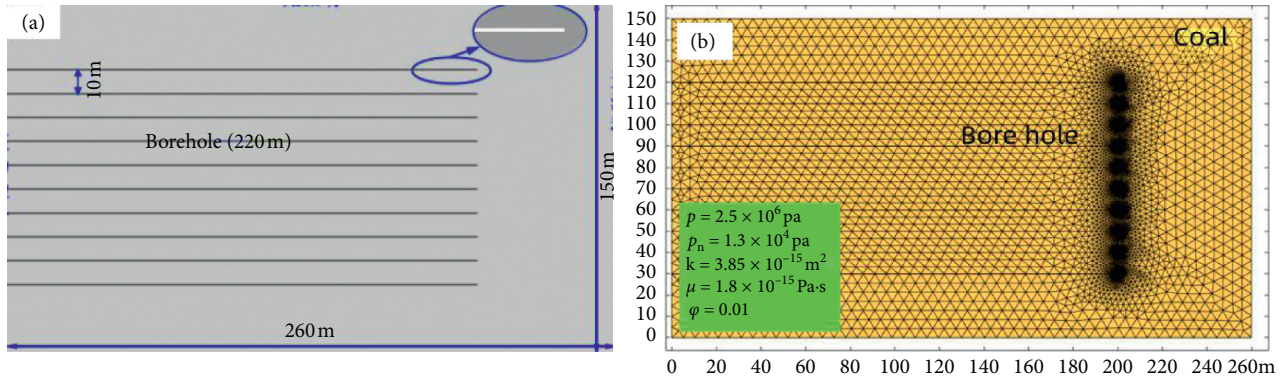 (a)
10 m
Borehole (220 m)
150 m
260 m
(b)
150
140
130
120
110
100
90
80
70
60
50
40
30
20
10
0
Coal
Bore hole
p = 2.5 × 10⁶ pa
pₙ = 1.3 × 10⁴ pa
k = 3.85 × 10⁻¹⁵ m²
μ = 1.8 × 10⁻¹⁵ Pa·s
φ = 0.01
0 20 40 60 80 100 120 140 160 180 200 220 240 260m